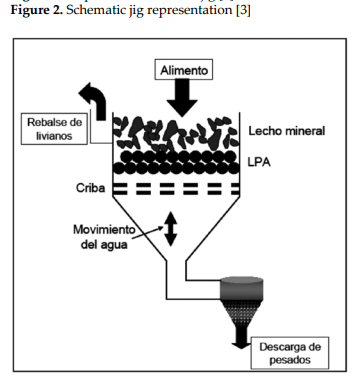 Figure 2. Schematic jig representation [3]
Alimento
Rebalse de
livianos
Lecho mineral
LPA
Criba
Movimiento
del agua
Descarga de
pesados